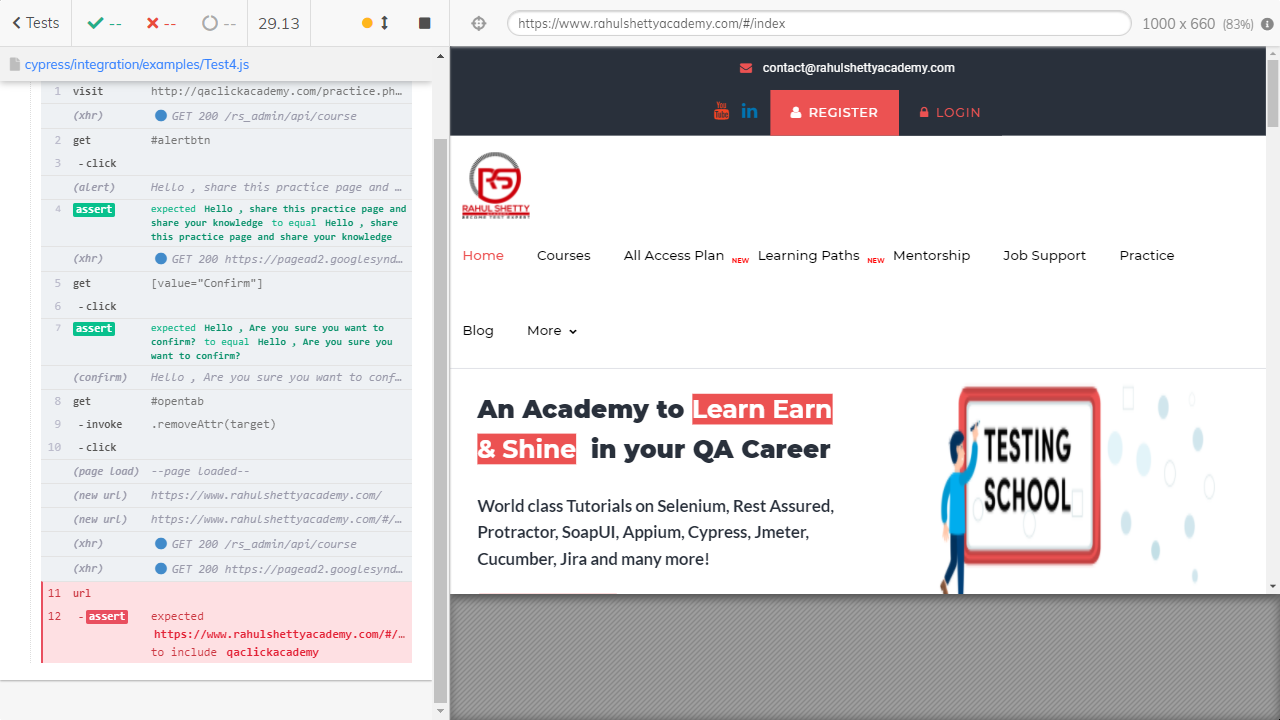 Tests
--
--
--
29.13
https://www.rahulshettyacademy.com/#/index
1000 x 660 (83%)
cypress/integration/examples/Test4.js
1 visit http://qaclickacademy.com/practice.ph…
(xhr) GET 200 /rs_admin/api/course
2 get #alertbtn
3 - click
(alert) Hello , share this practice page and …
4 assert expected Hello , share this practice page and
share your knowledge to equal Hello , share
this practice page and share your knowledge
(xhr) GET 200 https://pagead2.googlesynd…
5 get [value="Confirm"]
6 - click
7 assert expected Hello , Are you sure you want to
confirm? to equal Hello , Are you sure you
want to confirm?
(confirm) Hello , Are you sure you want to conf…
8 get #opentab
9 - invoke .removeAttr(target)
10 - click
(page load) --page loaded--
(new url) https://www.rahulshettyacademy.com/
(new url) https://www.rahulshettyacademy.com/#/…
(xhr) GET 200 /rs_admin/api/course
(xhr) GET 200 https://pagead2.googlesynd…
11 url
12 - assert expected
https://www.rahulshettyacademy.com/#/…
to include qaclickacademy
contact@rahulshettyacademy.com
You Tube in REGISTER LOGIN
RS
RAHUL SHETTY
Home Courses All Access Plan NEW Learning Paths NEW Mentorship Job Support Practice
Blog More
An Academy to Learn Earn
& Shine in your QA Career
World class Tutorials on Selenium, Rest Assured,
Protractor, SoapUI, Appium, Cypress, Jmeter,
Cucumber, Jira and many more!
TESTING
SCHOOL